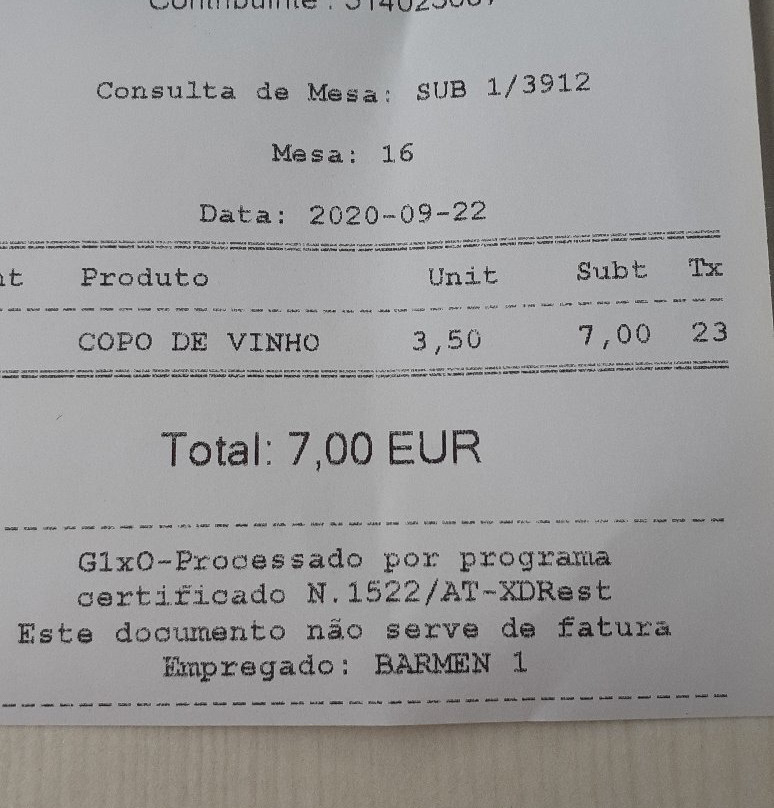 Contribuinte :
Consulta de Mesa: SUB 1/3912
Mesa: 16
Data: 2020-09-22
nt Produto Unit Subt Tx
COPO DE VINHO 3,50 7,00 23
Total: 7,00 EUR
G1xO-Processado por programa
certificado N.1522/AT-XDRest
Este documento não serve de fatura
Empregado: BARMEN 1